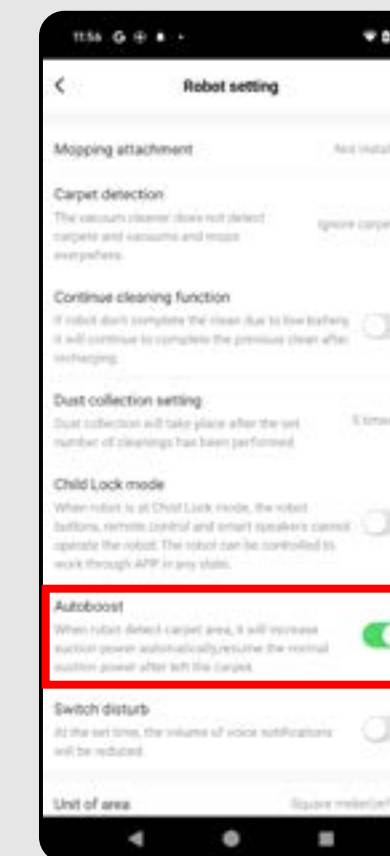 11:56 G
Robot setting
Mopping attachment
Not install
Carpet detection
The vacuum cleaner does not detect
Ignore carpe
carpets and vacuums and mops
everywhere.
Continue cleaning function
If robot don't complete the clean due to low battery,
it will continue to complete the previous clean after
recharging.
Dust collection setting
Dust collection will take place after the set
5 times
number of cleanings has been performed
Child Lock mode
When robot is at Child Lock mode, the robot
buttons, remote control and smart speakers cannot
operate the robot. The robot can be controlled to
work through APP in any state.
Autoboost
When robot detect carpet area, it will increase
suction power automatically,resume the normal
suction power after left the carpet.
Switch disturb
At the set time, the volume of voice notifications
will be reduced.
Unit of area
Square meter